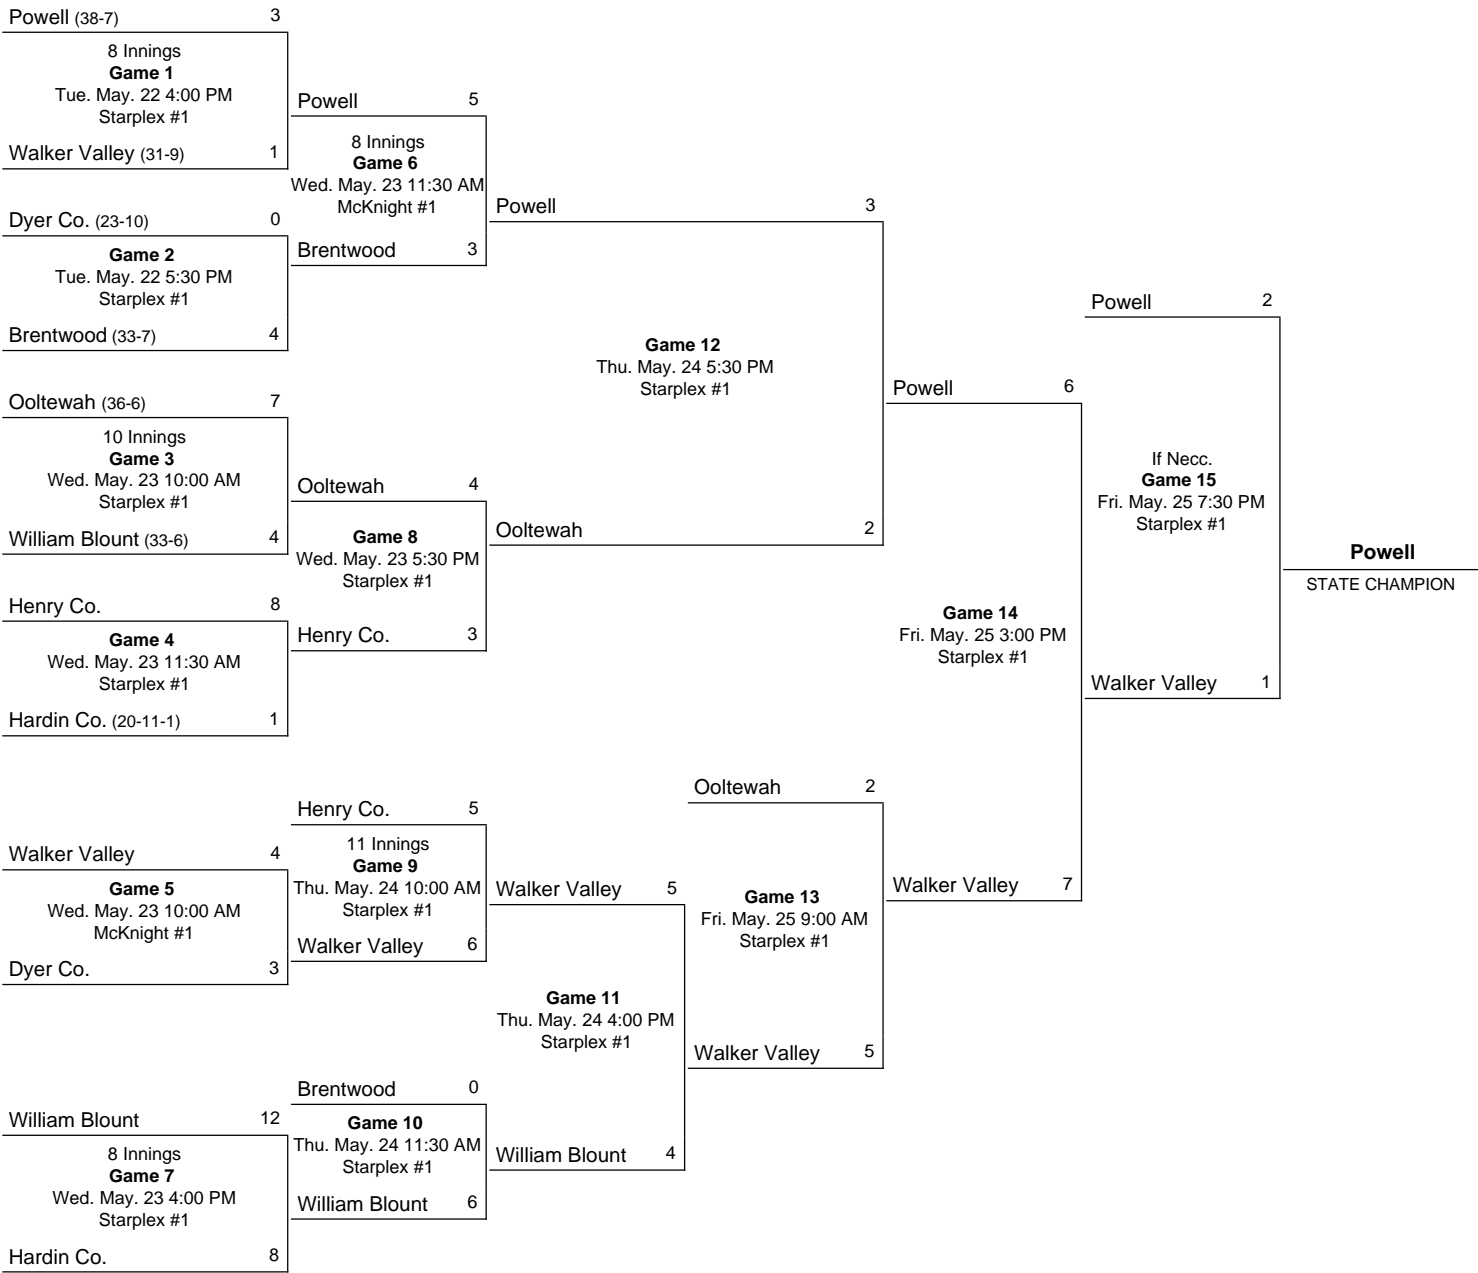 Powell (38-7) 3
8 Innings
Game 1
Tue. May. 22 4:00 PM
Starplex #1
Walker Valley (31-9) 1
Dyer Co. (23-10) 0
Game 2
Tue. May. 22 5:30 PM
Starplex #1
Brentwood (33-7) 4
Ooltewah (36-6) 7
10 Innings
Game 3
Wed. May. 23 10:00 AM
Starplex #1
William Blount (33-6) 4
Henry Co. 8
Game 4
Wed. May. 23 11:30 AM
Starplex #1
Hardin Co. (20-11-1) 1
Walker Valley 4
Game 5
Wed. May. 23 10:00 AM
McKnight #1
Dyer Co. 3
William Blount 12
8 Innings
Game 7
Wed. May. 23 4:00 PM
Starplex #1
Hardin Co. 8
Powell 5
8 Innings
Game 6
Wed. May. 23 11:30 AM
McKnight #1
Brentwood 3
Ooltewah 4
Game 8
Wed. May. 23 5:30 PM
Starplex #1
Henry Co. 3
Henry Co. 5
11 Innings
Game 9
Thu. May. 24 10:00 AM
Starplex #1
Walker Valley 6
Brentwood 0
Game 10
Thu. May. 24 11:30 AM
Starplex #1
William Blount 6
Powell 3
Game 12
Thu. May. 24 5:30 PM
Starplex #1
Ooltewah 2
Walker Valley 5
Game 11
Thu. May. 24 4:00 PM
Starplex #1
William Blount 4
Ooltewah 2
Game 13
Fri. May. 25 9:00 AM
Starplex #1
Walker Valley 5
Powell 6
Game 14
Fri. May. 25 3:00 PM
Starplex #1
Walker Valley 7
Powell 2
If Necc.
Game 15
Fri. May. 25 7:30 PM
Starplex #1
Walker Valley 1
Powell
STATE CHAMPION